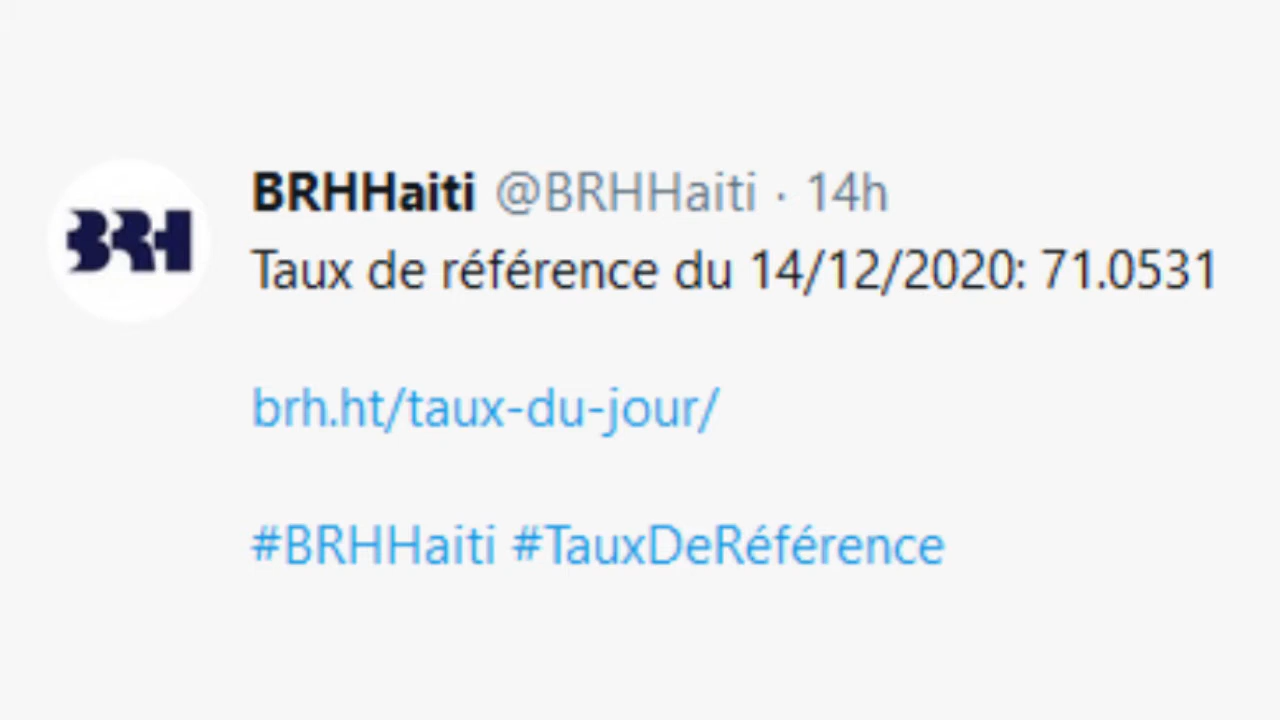 BRH
BRHHaiti @BRHHaiti · 14h
Taux de référence du 14/12/2020: 71.0531
brh.ht/taux-du-jour/
#BRHHaiti #TauxDeRéférence